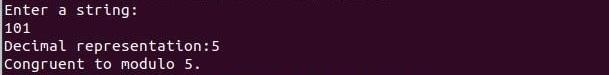 Enter a string:
101
Decimal representation:5
Congruent to modulo 5.